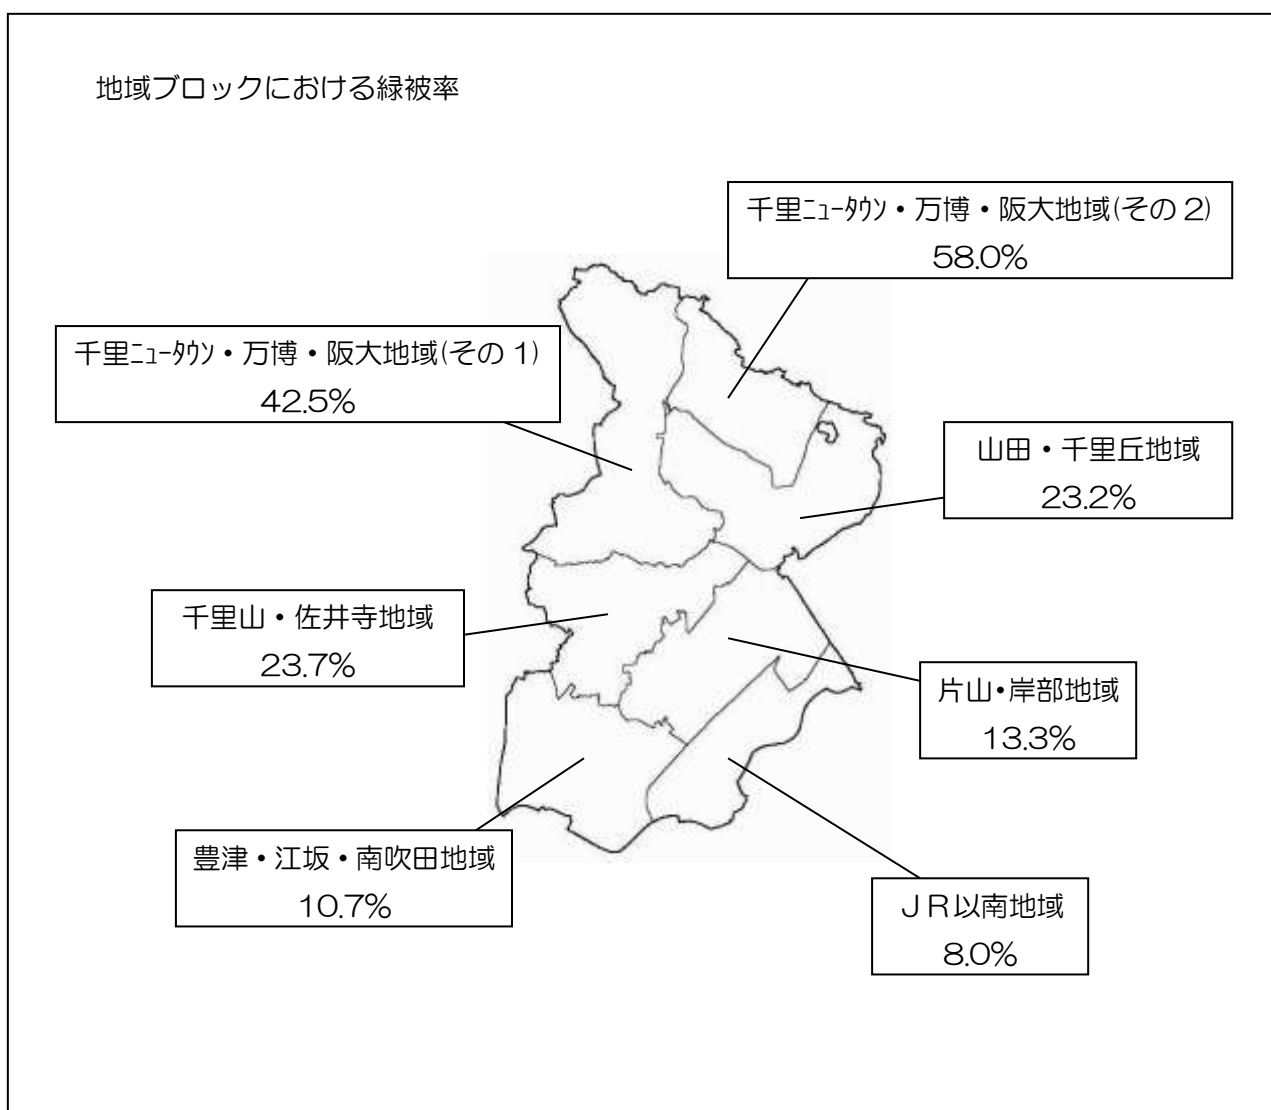 地域ブロックにおける緑被率
千里ﾆｭｰﾀｳﾝ・万博・阪大地域(その2)
58.0%
千里ﾆｭｰﾀｳﾝ・万博・阪大地域(その1)
42.5%
山田・千里丘地域
23.2%
千里山・佐井寺地域
23.7%
片山・岸部地域
13.3%
豊津・江坂・南吹田地域
10.7%
ＪＲ以南地域
8.0%